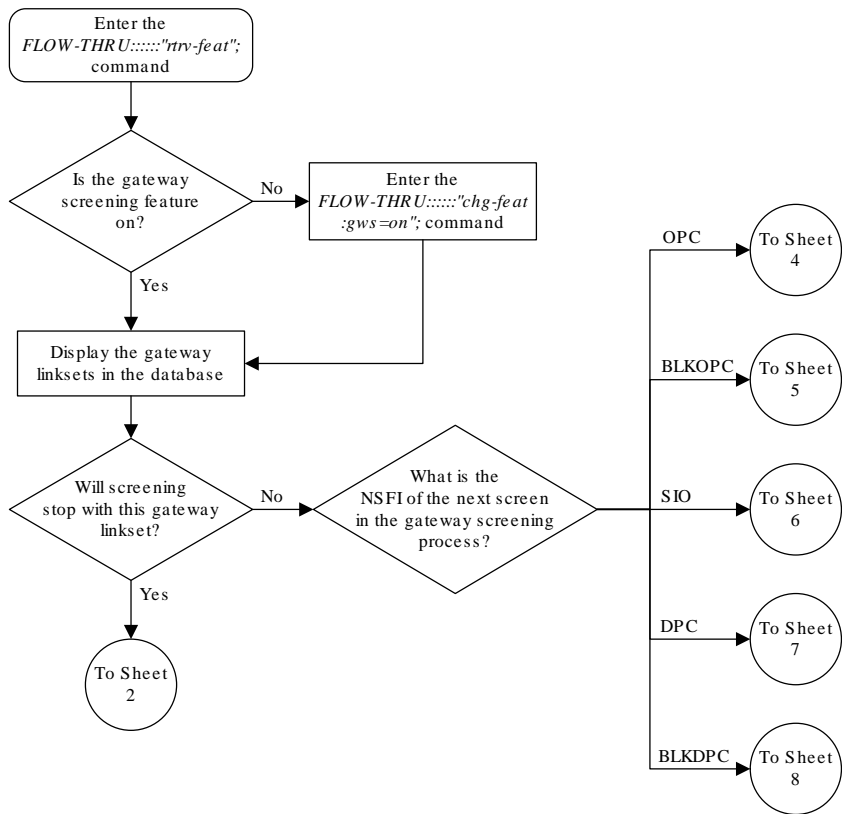 Enter the
FLOW-THRU::::::"rtrv-feat";
command
Is the gateway
screening feature
on?
No
Enter the
FLOW-THRU::::::"chg-feat
:gws=on"; command
Yes
Display the gateway
linksets in the database
Will screening
stop with this gateway
linkset?
No
What is the
NSFI of the next screen
in the gateway screening
process?
Yes
To Sheet
2
OPC
To Sheet
4
BLKOPC
To Sheet
5
SIO
To Sheet
6
DPC
To Sheet
7
BLKDPC
To Sheet
8